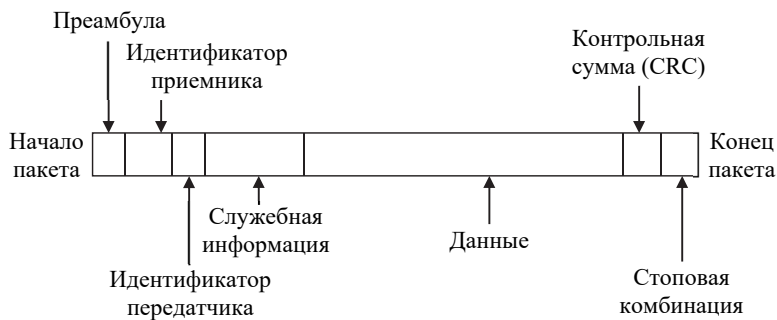 Преамбула
Идентификатор
приемника
Контрольная
сумма (CRC)
Начало
пакета
Конец
пакета
Служебная
информация
Данные
Идентификатор
передатчика
Стоповая
комбинация